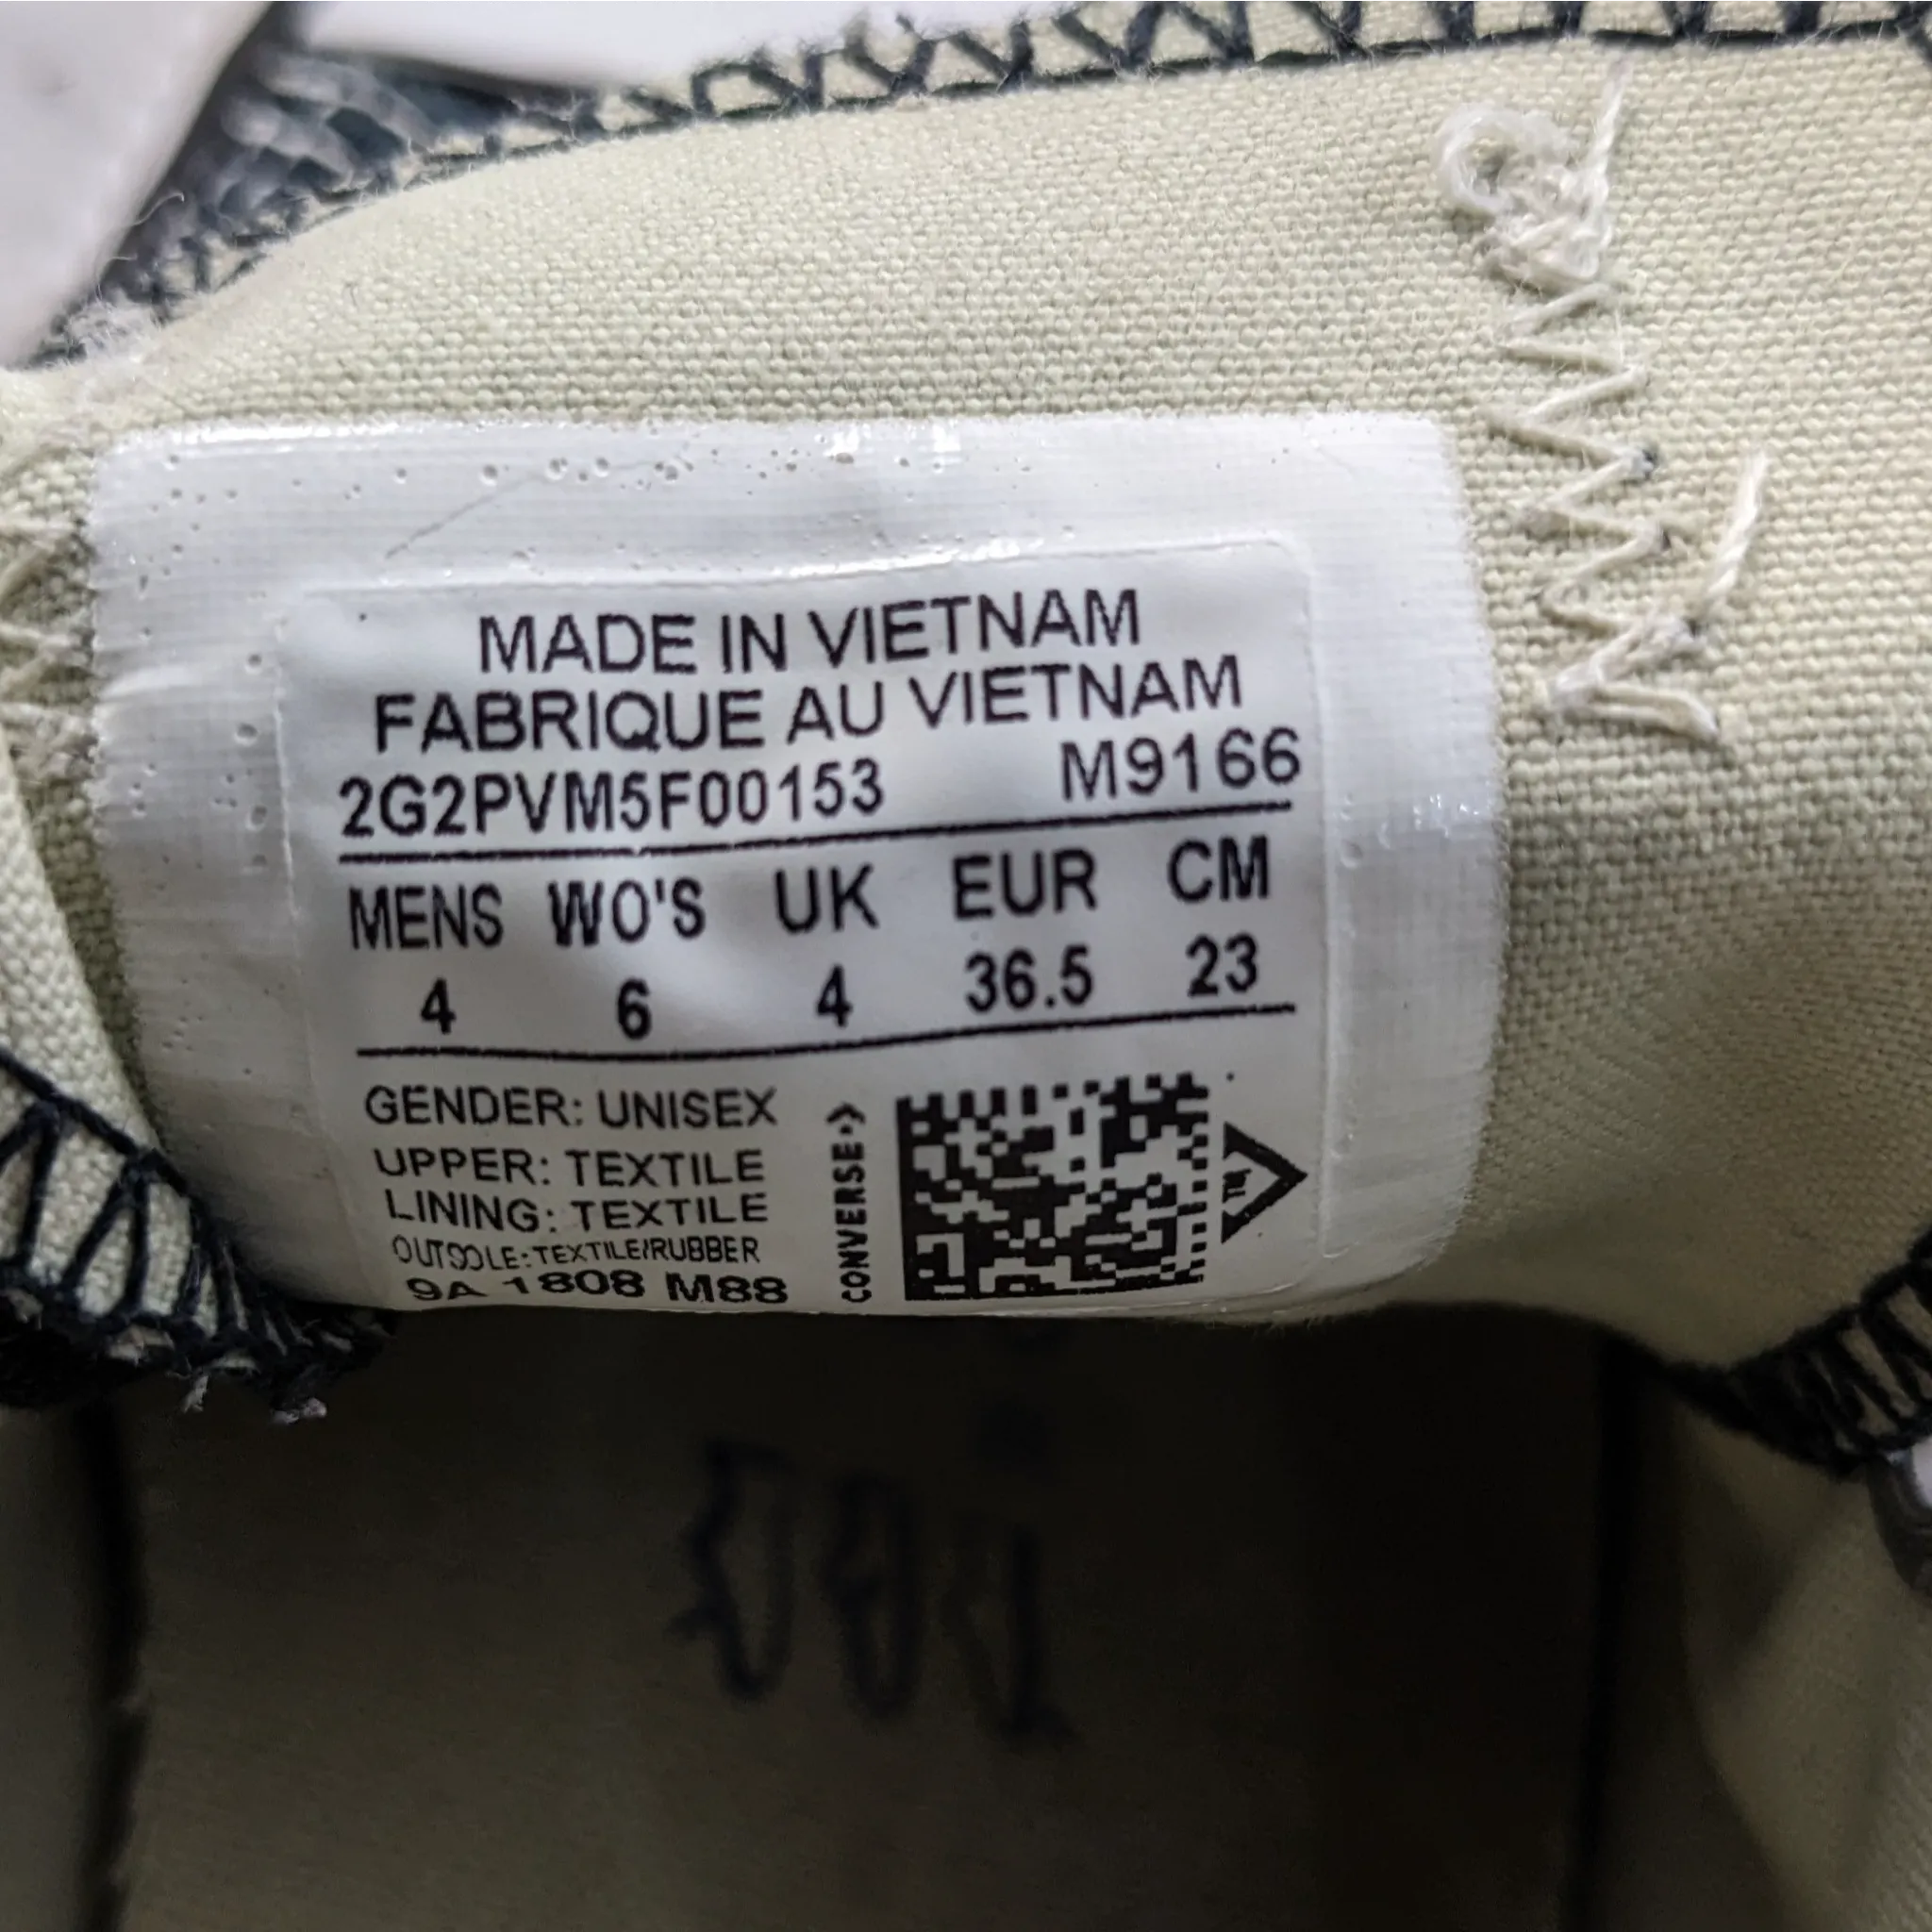 MADE IN VIETNAM
FABRIQUE AU VIETNAM
2G2PVM5F00153 M9166
MENS WO'S UK EUR CM
4 6 4 36.5 23
GENDER: UNISEX
UPPER: TEXTILE
LINING: TEXTILE
OUTSOLE: TEXTILE/RUBBER
9A 1808 M88
CONVERSE